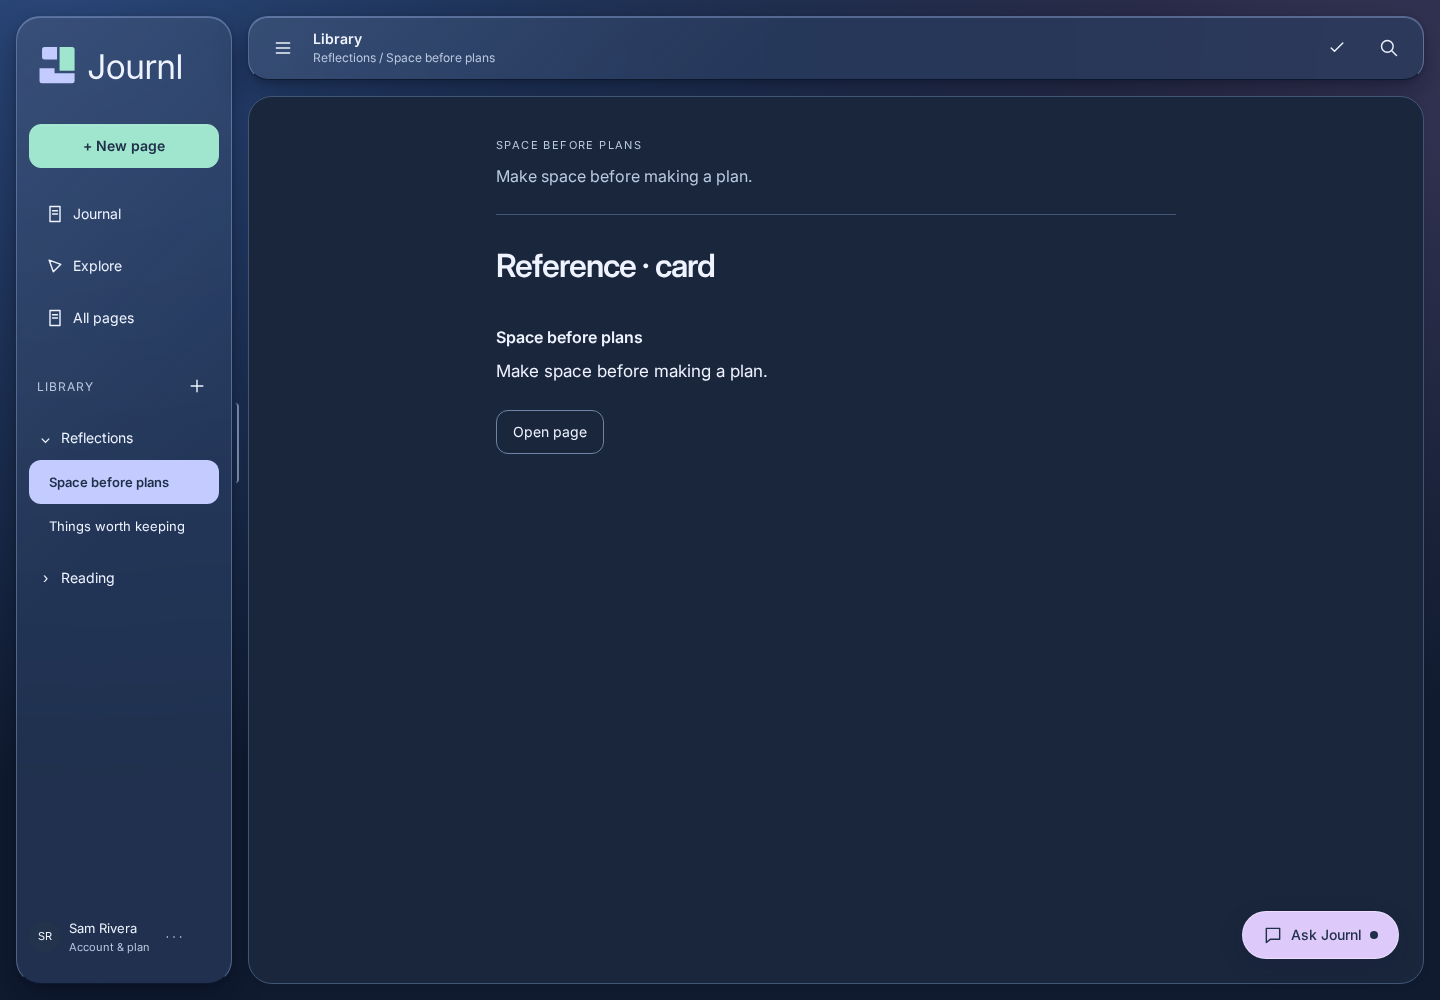 Journl
+ New page
Journal
Explore
All pages
LIBRARY
Reflections
Space before plans
Things worth keeping
Reading
SR
Sam Rivera
Account & plan
Library
Reflections / Space before plans
SPACE BEFORE PLANS
Make space before making a plan.
Reference · card
Space before plans
Make space before making a plan.
Open page
Ask Journl